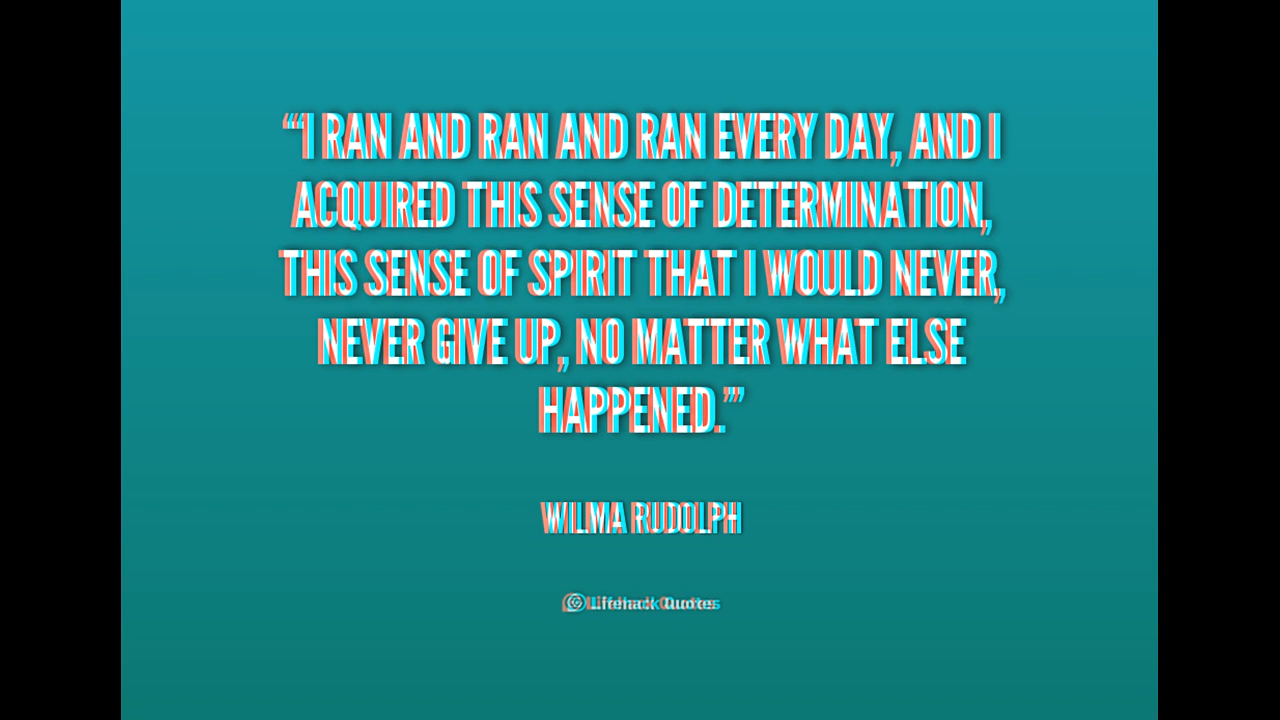 “I RAN AND RAN AND RAN EVERY DAY, AND I
ACQUIRED THIS SENSE OF DETERMINATION,
THIS SENSE OF SPIRIT THAT I WOULD NEVER,
NEVER GIVE UP, NO MATTER WHAT ELSE
HAPPENED.”
WILMA RUDOLPH
Lifehack Quotes